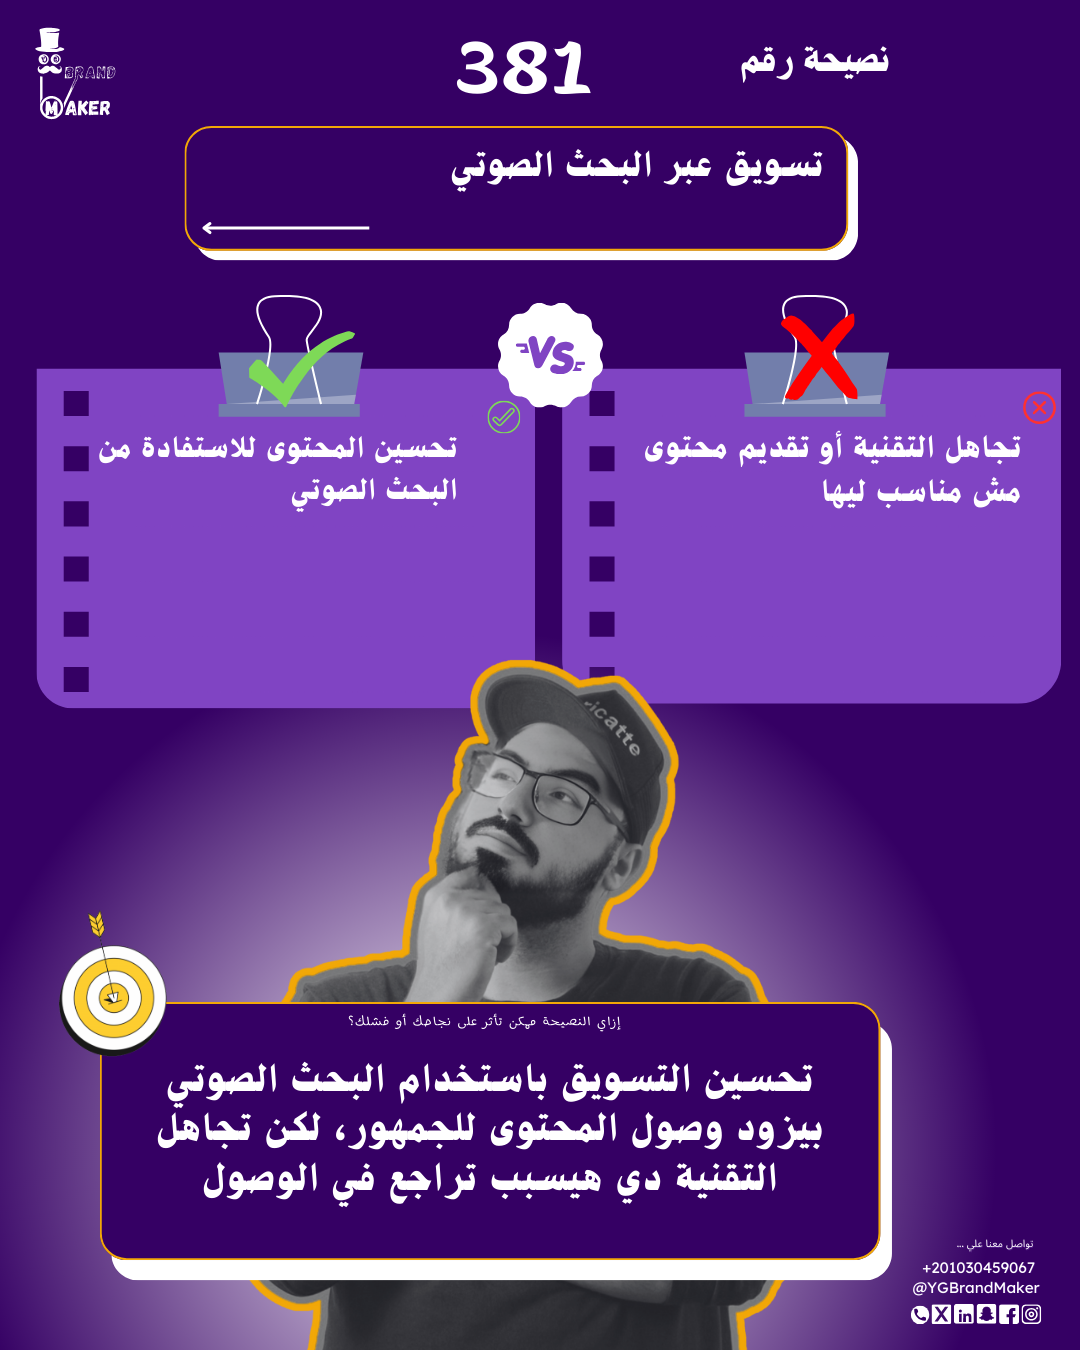 BRAND
MAKER
نصيحة رقم 381
تسويق عبر البحث الصوتي
VS
تجاهل التقنية أو تقديم محتوى
مش مناسب ليها
تحسين المحتوى للاستفادة من
البحث الصوتي
icatte
إزاي النصيحة ممكن تأثر على نجاحك أو فشلك؟
تحسين التسويق باستخدام البحث الصوتي
بيزود وصول المحتوى للجمهور، لكن تجاهل
التقنية دي هيسبب تراجع في الوصول
تواصل معنا علي ...
+201030459067
@YGBrandMaker